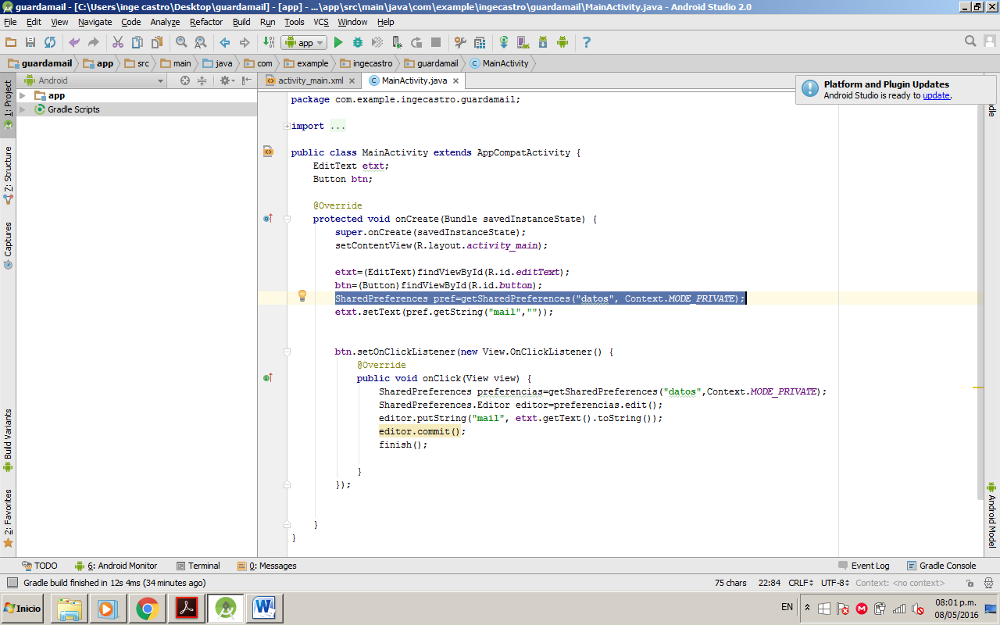 guardamail - [C:\Users\inge castro\Desktop\guardamail] - [app] - ...\app\src\main\java\com\example\ingecastro\guardamail\MainActivity.java - Android Studio 2.0
File Edit View Navigate Code Analyze Refactor Build Run Tools VCS Window Help
app
guardamail app src main java com example ingecastro guardamail MainActivity
Android
activity_main.xml MainActivity.java
Platform and Plugin Updates
Android Studio is ready to update.
1: Project
Z: Structure
Captures
Build Variants
2: Favorites
app
Gradle Scripts
package com.example.ingecastro.guardamail;
import ...
public class MainActivity extends AppCompatActivity {
EditText etxt;
Button btn;
@Override
protected void onCreate(Bundle savedInstanceState) {
super.onCreate(savedInstanceState);
setContentView(R.layout.activity_main);
etxt=(EditText)findViewById(R.id.editText);
btn=(Button)findViewById(R.id.button);
SharedPreferences pref=getSharedPreferences("datos", Context.MODE_PRIVATE);
etxt.setText(pref.getString("mail",""));
btn.setOnClickListener(new View.OnClickListener() {
@Override
public void onClick(View view) {
SharedPreferences preferencias=getSharedPreferences("datos",Context.MODE_PRIVATE);
SharedPreferences.Editor editor=preferencias.edit();
editor.putString("mail", etxt.getText().toString());
editor.commit();
finish();
}
});
}
}
Android Model
TODO 6: Android Monitor Terminal 0: Messages Event Log Gradle Console
Gradle build finished in 12s 4ms (34 minutes ago) 75 chars 22:84 CRLF UTF-8 Context: <no context>
Inicio EN 08:01 p.m.
08/05/2016